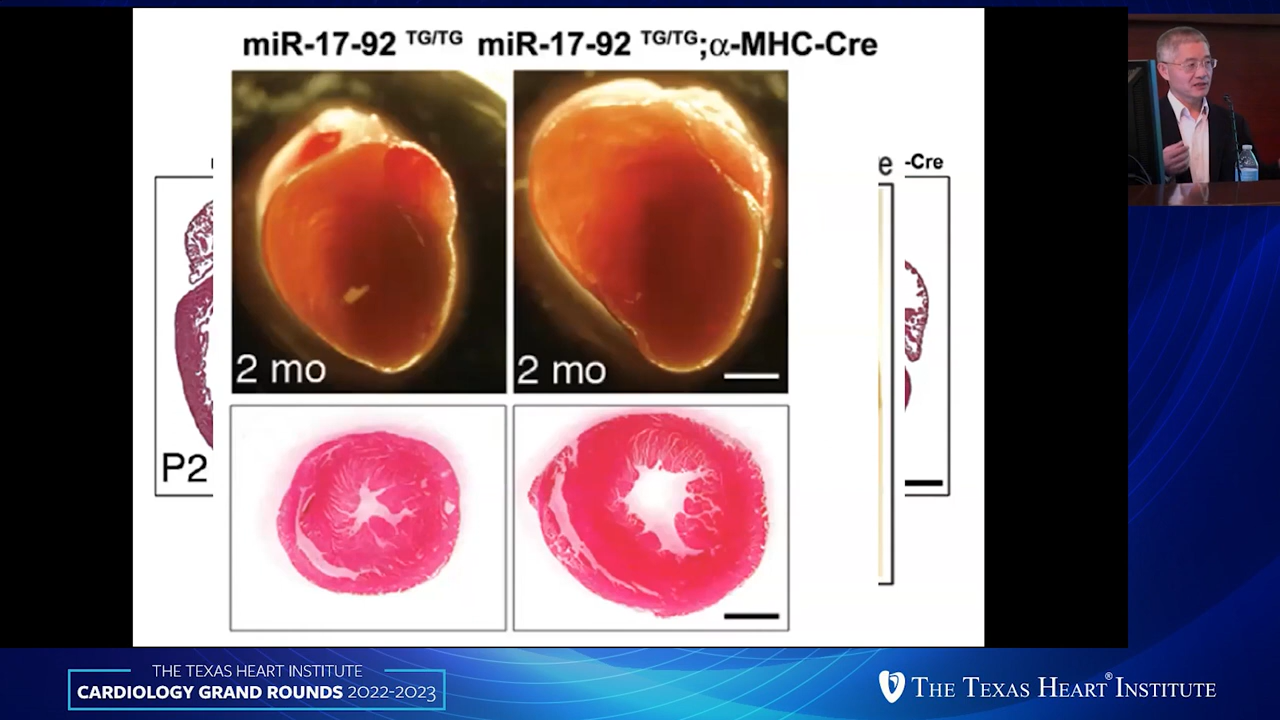 miR-17-92 TG/TG miR-17-92 TG/TG;α-MHC-Cre
e -Cre
2 mo 2 mo
P2
THE TEXAS HEART INSTITUTE
CARDIOLOGY GRAND ROUNDS 2022-2023
THE TEXAS HEART INSTITUTE®